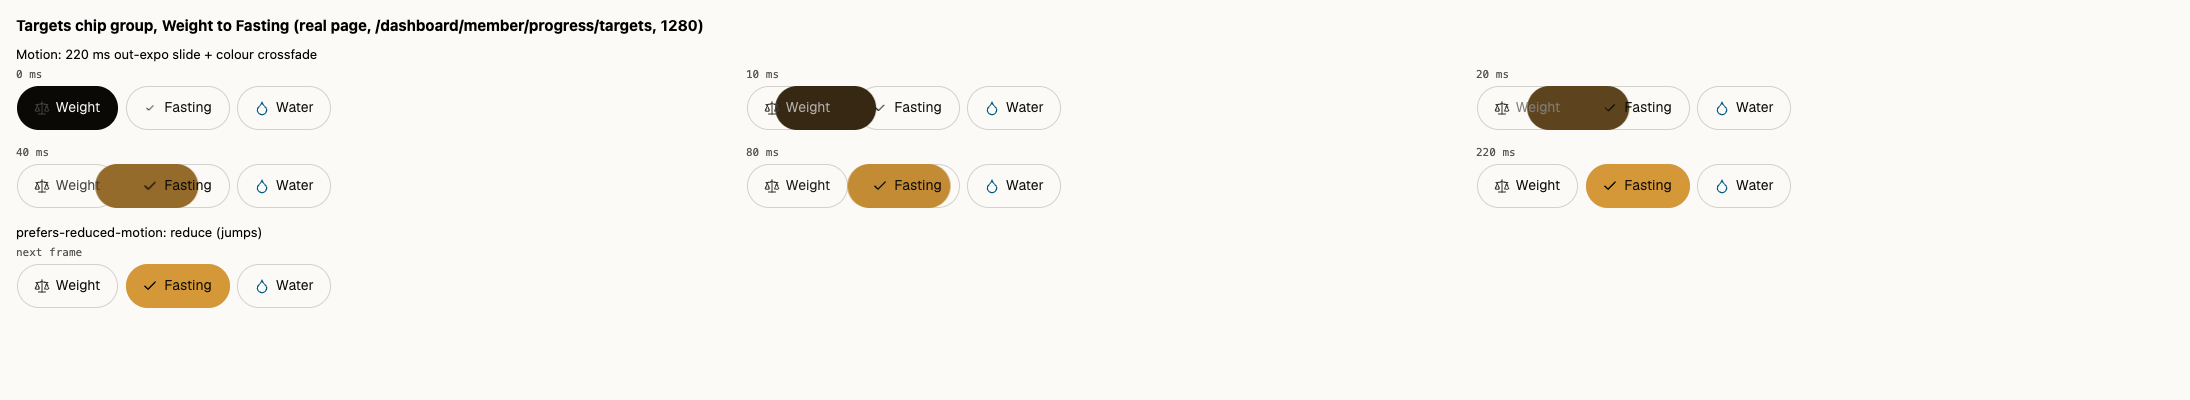 Targets chip group, Weight to Fasting (real page, /dashboard/member/progress/targets, 1280)
Motion: 220 ms out-expo slide + colour crossfade
0 ms
Weight Fasting Water
10 ms
Weight Fasting Water
20 ms
Weight Fasting Water
40 ms
Weight Fasting Water
80 ms
Weight Fasting Water
220 ms
Weight Fasting Water
prefers-reduced-motion: reduce (jumps)
next frame
Weight Fasting Water